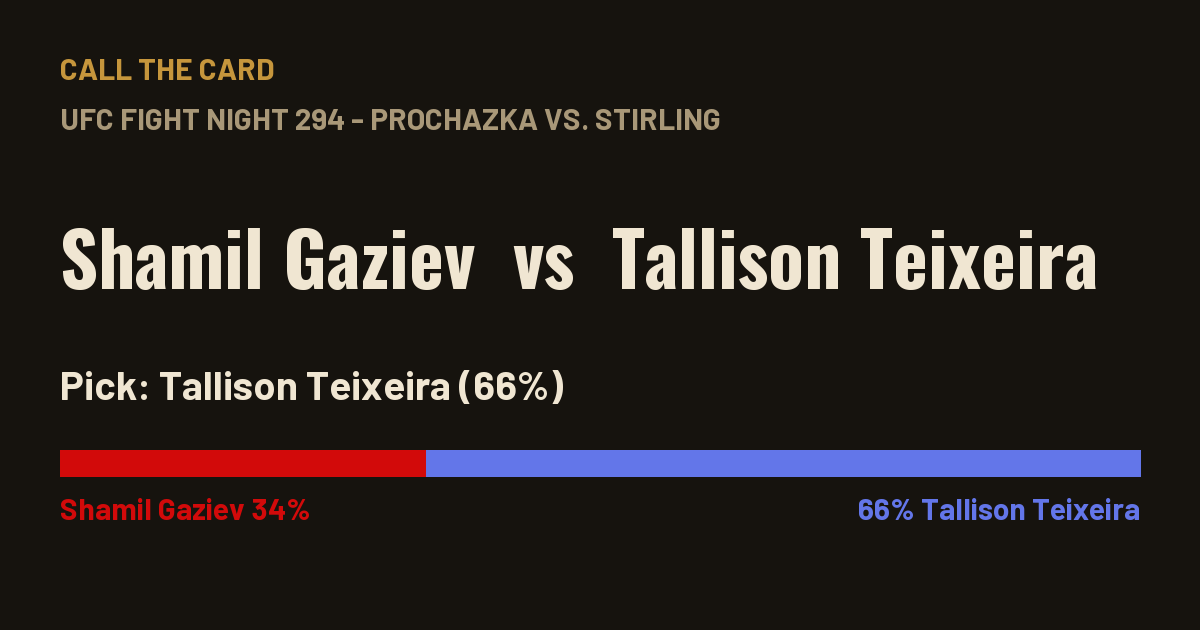 CALL THE CARD
UFC FIGHT NIGHT 294 – PROCHAZKA VS. STIRLING
Shamil Gaziev vs Tallison Teixeira
Pick: Tallison Teixeira (66%)
Shamil Gaziev 34%
66% Tallison Teixeira